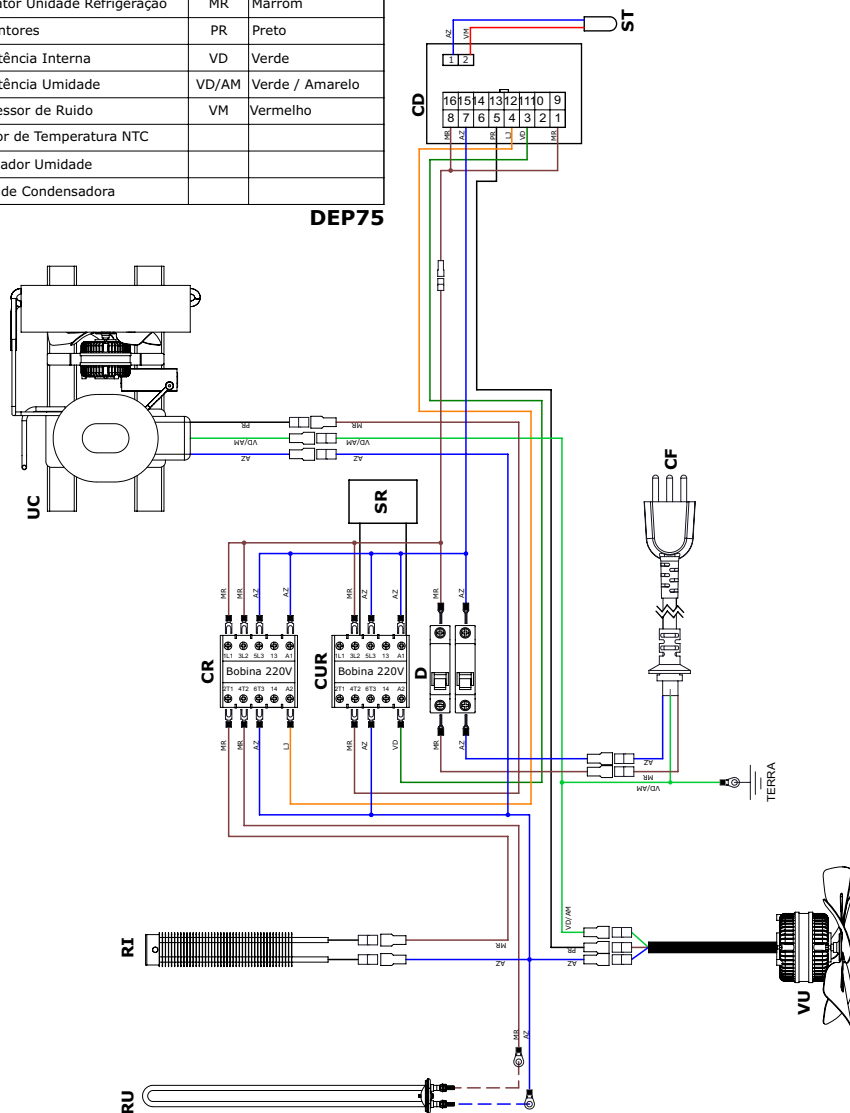 ator Unidade Refrigeração MR Marrom
ntores PR Preto
tência Interna VD Verde
tência Umidade VD/AM Verde / Amarelo
essor de Ruido VM Vermelho
or de Temperatura NTC
ador Umidade
de Condensadora
DEP75
AZ VM
ST
1 2
CD
16 15 14 13 12 11 10 9
8 7 6 5 4 3 2 1
MR AZ PR LJ VD MR
UC
PR MR
VD/AM VD/AM
AZ AZ
SR
CF
MR MR AZ AZ MR AZ AZ MR AZ
1L1 3L2 5L3 13 A1
1L1 3L2 5L3 13 A1
CR
Bobina 220V
CUR
Bobina 220V
D
2T1 4T2 6T3 14 A2
2T1 4T2 6T3 14 A2
MR MR AZ LJ MR AZ VD MR AZ
AZ
MR
VD/AM
TERRA
RI
MR
AZ
VD/AM
PR
AZ
VU
MR AZ
RU